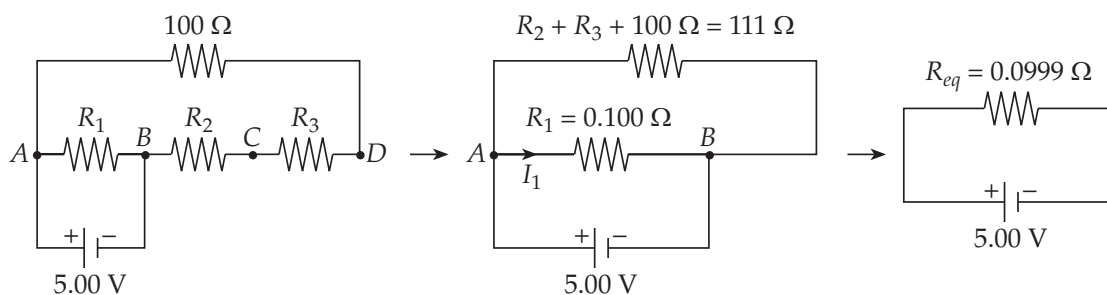 100 Ω
R1
R2
R3
A
B
C
D
+ −
5.00 V
R2 + R3 + 100 Ω = 111 Ω
R1 = 0.100 Ω
A
B
I1
+ −
5.00 V
Req = 0.0999 Ω
+ −
5.00 V